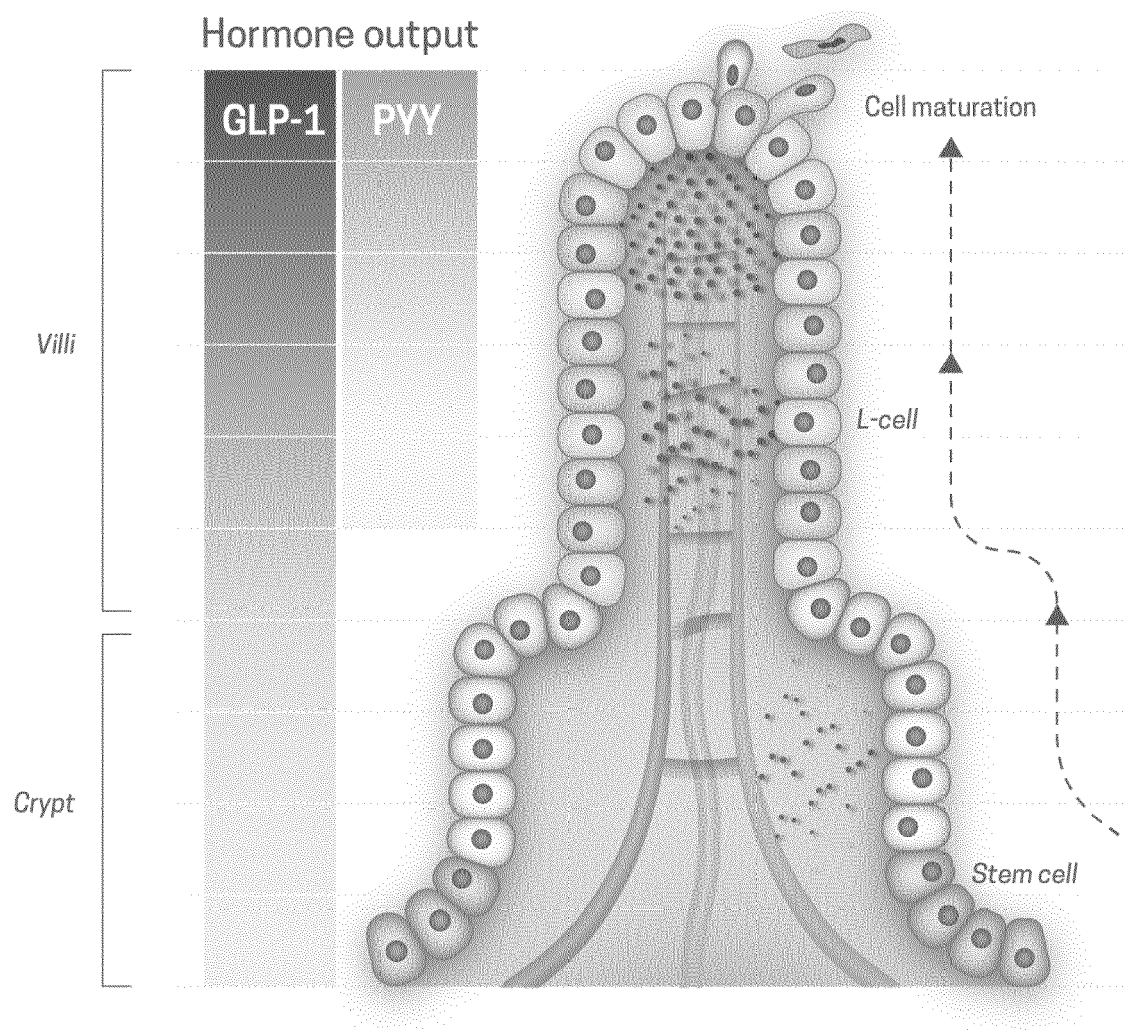 Hormone output
GLP-1 PYY
Cell maturation
Villi
L-cell
Crypt
Stem cell